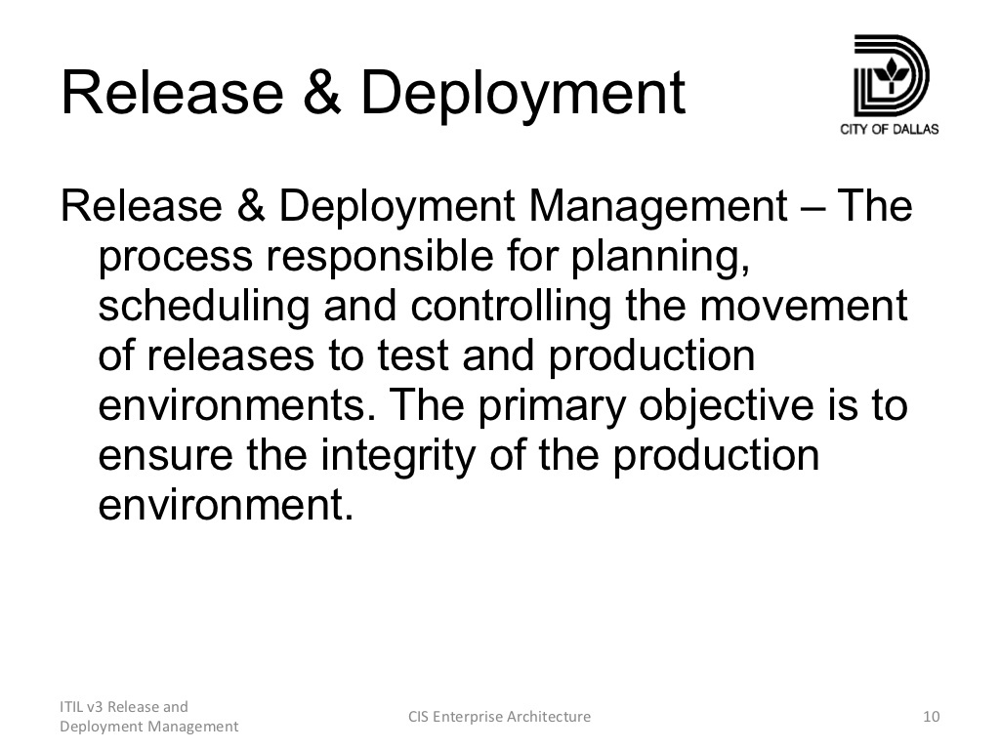 Release & Deployment
CITY OF DALLAS
Release & Deployment Management – The
process responsible for planning,
scheduling and controlling the movement
of releases to test and production
environments. The primary objective is to
ensure the integrity of the production
environment.
ITIL v3 Release and
Deployment Management
CIS Enterprise Architecture
10